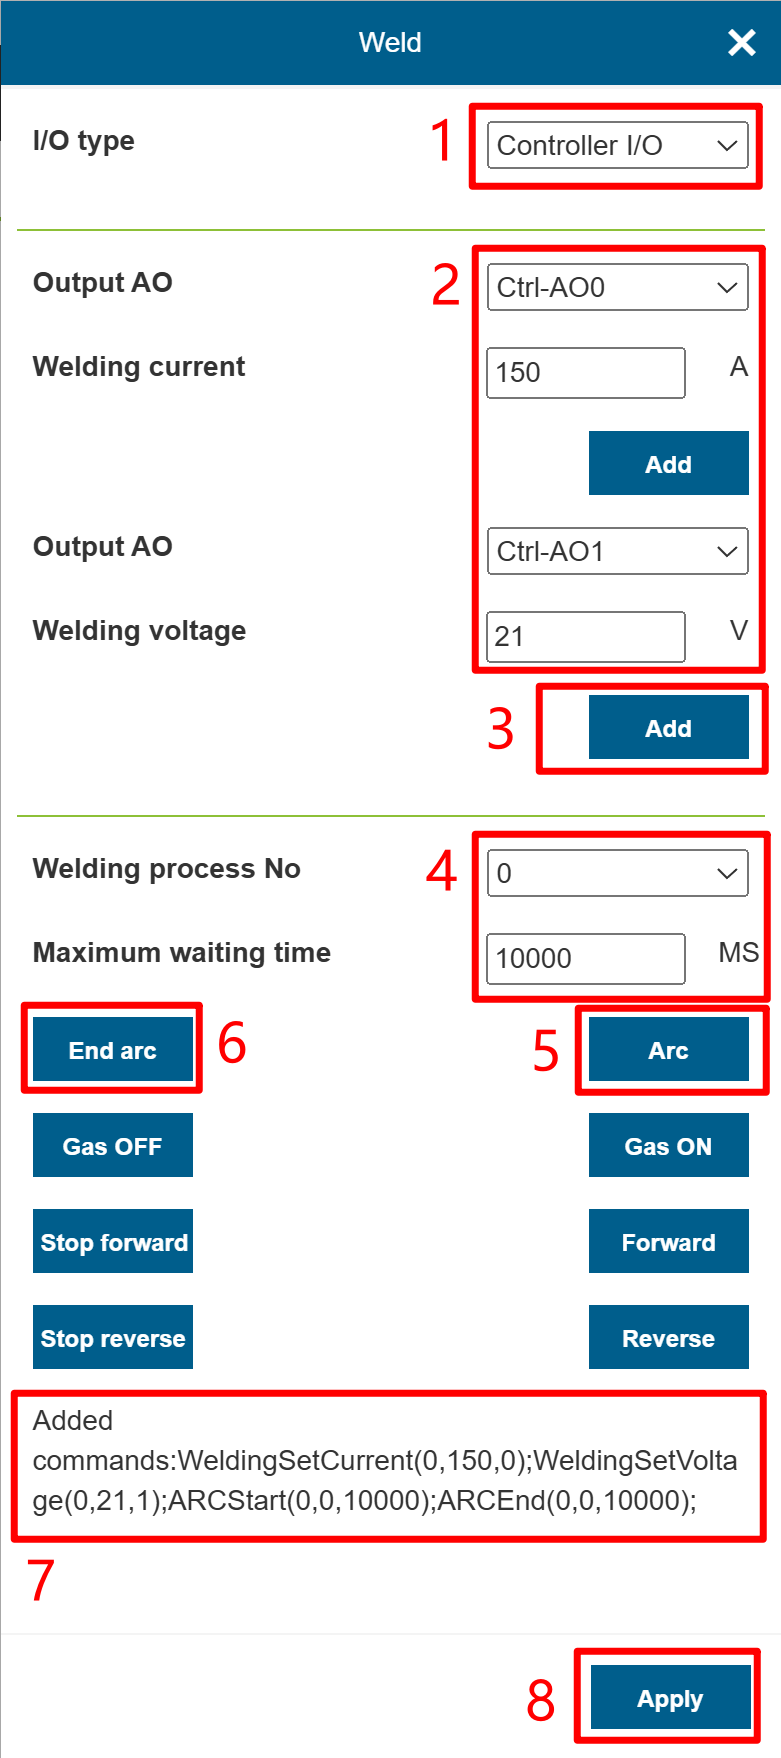 Weld
I/O type
1
Controller I/O
Output AO
2
Ctrl-AO0
Welding current
150
A
Add
Output AO
Ctrl-AO1
Welding voltage
21
V
3
Add
Welding process No
4
0
Maximum waiting time
10000
MS
End arc
6
5
Arc
Gas OFF
Gas ON
Stop forward
Forward
Stop reverse
Reverse
Added
commands:WeldingSetCurrent(0,150,0);WeldingSetVolta
ge(0,21,1);ARCStart(0,0,10000);ARCEnd(0,0,10000);
7
8
Apply